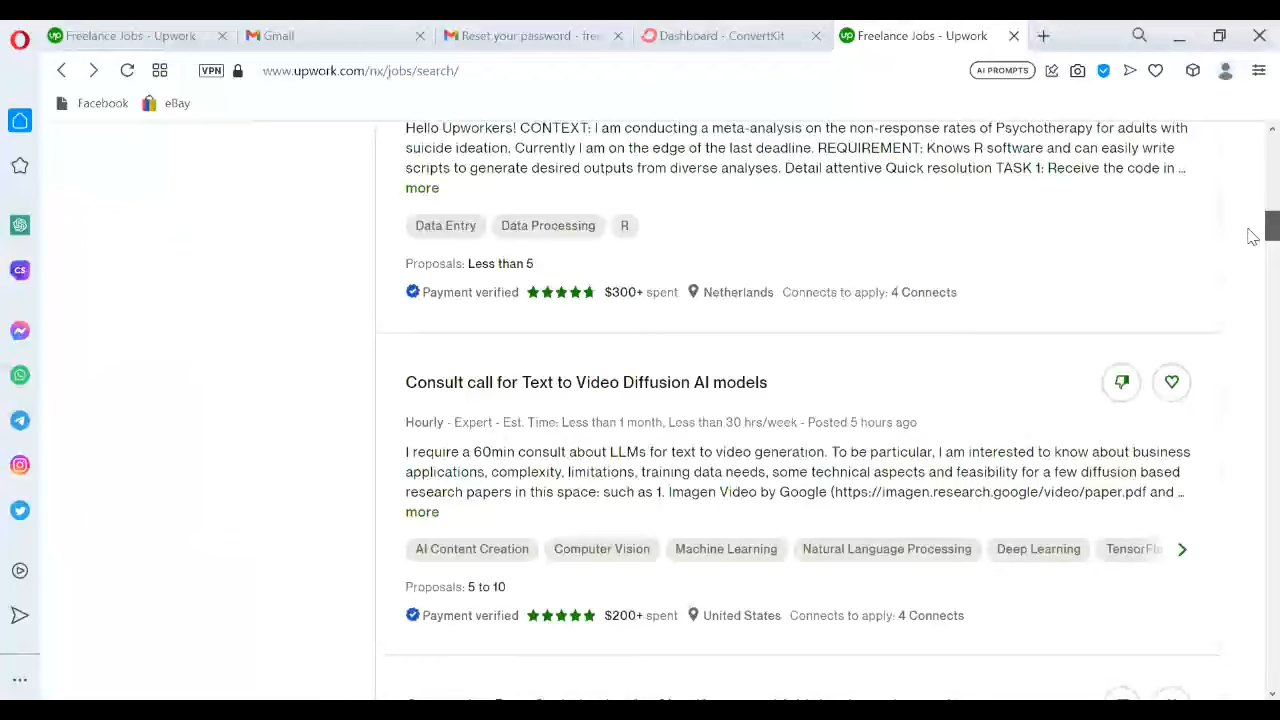 Freelance Jobs - Upwork
Gmail
Reset your password - free
Dashboard - ConvertKit
Freelance Jobs - Upwork
VPN
www.upwork.com/nx/jobs/search/
AI PROMPTS
Facebook
eBay
Hello Upworkers! CONTEXT: I am conducting a meta-analysis on the non-response rates of Psychotherapy for adults with
suicide ideation. Currently I am on the edge of the last deadline. REQUIREMENT: Knows R software and can easily write
scripts to generate desired outputs from diverse analyses. Detail attentive Quick resolution TASK 1: Receive the code in ...
more
Data Entry
Data Processing
R
Proposals: Less than 5
Payment verified $300+ spent Netherlands Connects to apply: 4 Connects
Consult call for Text to Video Diffusion AI models
Hourly - Expert - Est. Time: Less than 1 month, Less than 30 hrs/week - Posted 5 hours ago
I require a 60min consult about LLMs for text to video generation. To be particular, I am interested to know about business
applications, complexity, limitations, training data needs, some technical aspects and feasibility for a few diffusion based
research papers in this space: such as 1. Imagen Video by Google (https://imagen.research.google/video/paper.pdf and ...
more
AI Content Creation
Computer Vision
Machine Learning
Natural Language Processing
Deep Learning
TensorFl
Proposals: 5 to 10
Payment verified $200+ spent United States Connects to apply: 4 Connects
CS